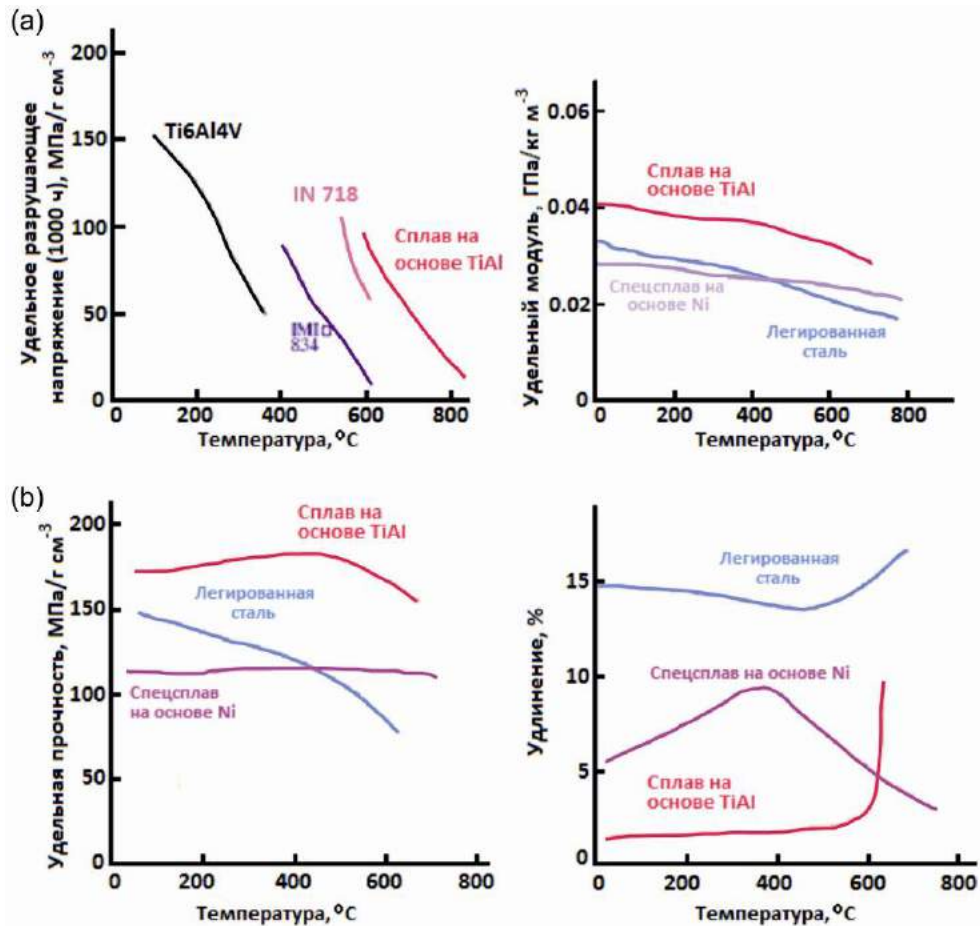 (a)
Удельное разрушающее
напряжение (1000 ч), МПа/г см⁻³
200
150
100
50
0
Ti6Al4V
IN 718
Сплав на
основе TiAl
IMI
834
0
200
400
600
800
Температура, °C
Удельный модуль, ГПа/кг м⁻³
0.06
0.04
0.02
0
Сплав на
основе TiAl
Спецсплав на
основе Ni
Легированная
сталь
0
200
400
600
800
Температура, °C
(b)
Удельная прочность, МПа/г см⁻³
200
150
100
50
0
Сплав на
основе TiAl
Легированная
сталь
Спецсплав
на основе Ni
0
200
400
600
800
Температура, °C
Удлинение, %
15
10
5
0
Легированная
сталь
Спецсплав на основе Ni
Сплав на
основе TiAl
0
200
400
600
800
Температура, °C